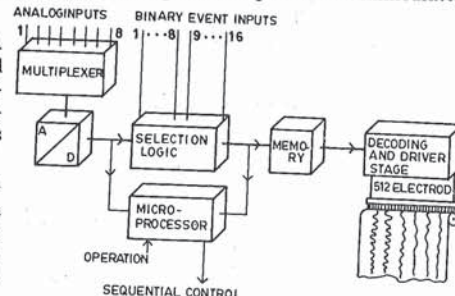 ANALOGINPUTS
1 8
BINARY EVENT INPUTS
1 ··· 8 9 ··· 16
MULTIPLEXER
A
D
SELECTION
LOGIC
MEMO-
RY
DECODING
AND DRIVER
STAGE
512 ELECTROD
MICRO-
PROCESSOR
OPERATION
SEQUENTIAL CONTROL